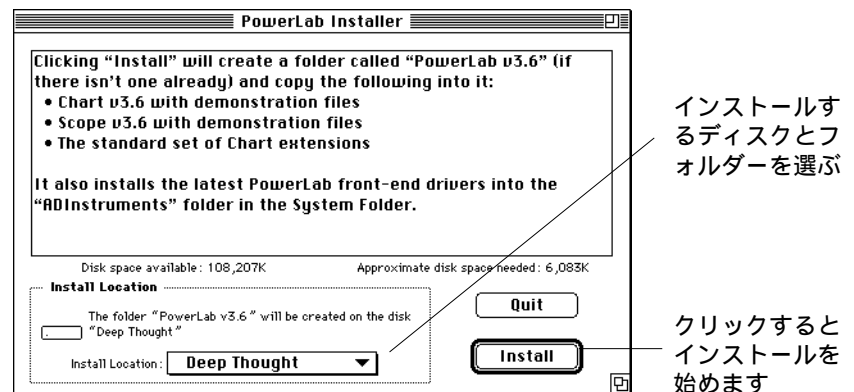 PowerLab Installer
Clicking “Install” will create a folder called “PowerLab v3.6” (if
there isn't one already) and copy the following into it:
• Chart v3.6 with demonstration files
• Scope v3.6 with demonstration files
• The standard set of Chart extensions
It also installs the latest PowerLab front-end drivers into the
“ADInstruments” folder in the System Folder.
Disk space available: 108,207K
Approximate disk space needed: 6,083K
Install Location
The folder “PowerLab v3.6” will be created on the disk
“Deep Thought”
Install Location: Deep Thought
Quit
Install
インストールす
るディスクとフ
ォルダーを選ぶ
クリックすると
インストールを
始めます